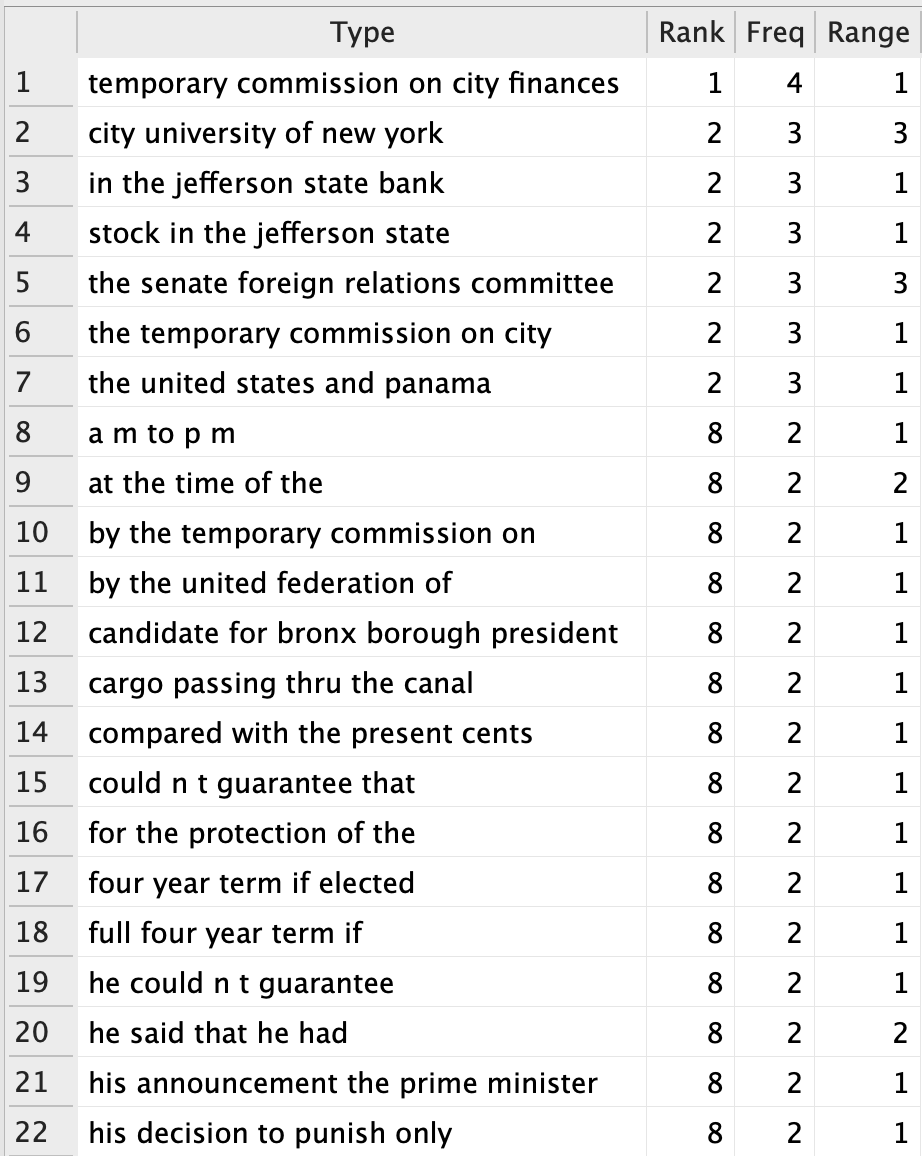 Type Rank Freq Range
1 temporary commission on city finances 1 4 1
2 city university of new york 2 3 3
3 in the jefferson state bank 2 3 1
4 stock in the jefferson state 2 3 1
5 the senate foreign relations committee 2 3 3
6 the temporary commission on city 2 3 1
7 the united states and panama 2 3 1
8 a m to p m 8 2 1
9 at the time of the 8 2 2
10 by the temporary commission on 8 2 1
11 by the united federation of 8 2 1
12 candidate for bronx borough president 8 2 1
13 cargo passing thru the canal 8 2 1
14 compared with the present cents 8 2 1
15 could n t guarantee that 8 2 1
16 for the protection of the 8 2 1
17 four year term if elected 8 2 1
18 full four year term if 8 2 1
19 he could n t guarantee 8 2 1
20 he said that he had 8 2 2
21 his announcement the prime minister 8 2 1
22 his decision to punish only 8 2 1